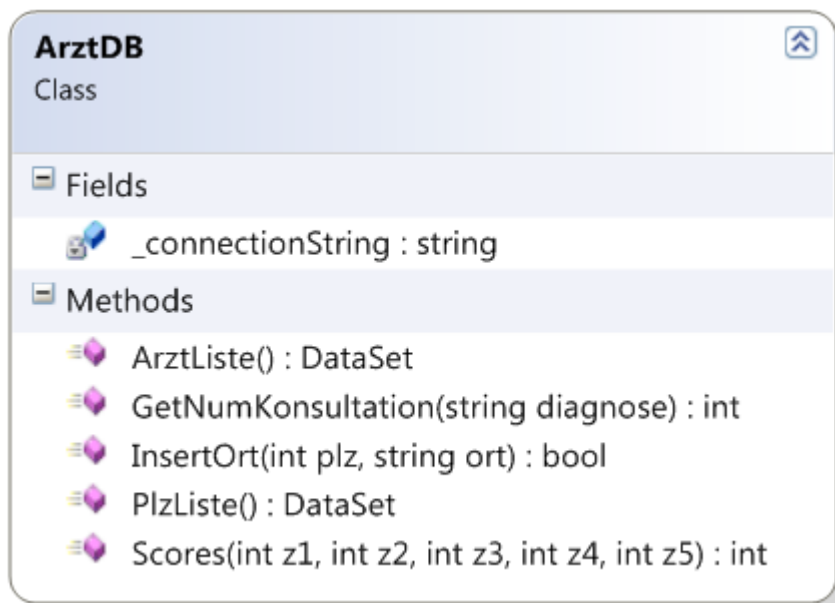 ArztDB
Class
Fields
_connectionString : string
Methods
ArztListe() : DataSet
GetNumKonsultation(string diagnose) : int
InsertOrt(int plz, string ort) : bool
PlzListe() : DataSet
Scores(int z1, int z2, int z3, int z4, int z5) : int